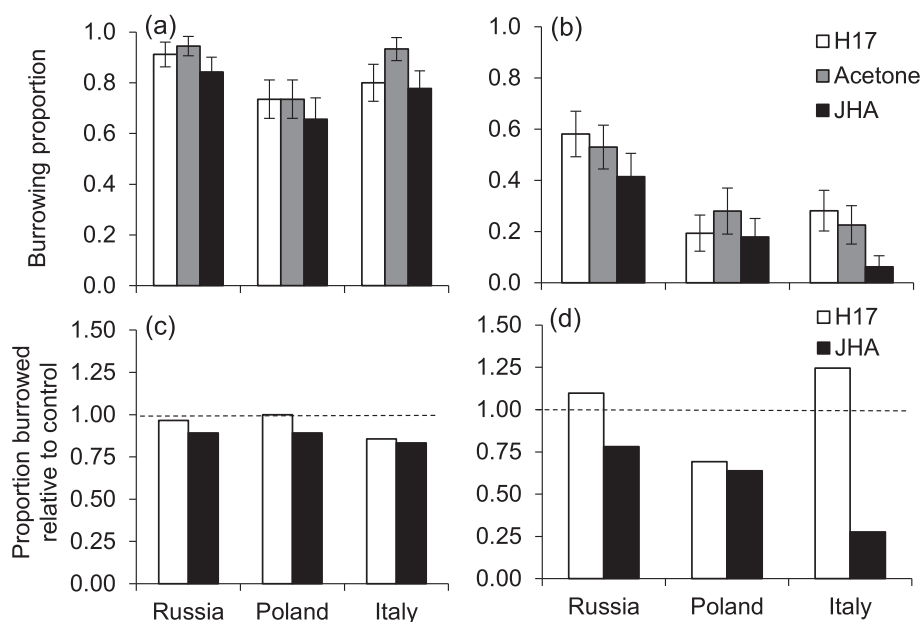 (a)
Burrowing proportion
1.0
0.8
0.6
0.4
0.2
0.0
(b)
H17
Acetone
JHA
1.0
0.8
0.6
0.4
0.2
0.0
(c)
Proportion burrowed
relative to control
1.50
1.25
1.00
0.75
0.50
0.25
0.00
Russia Poland Italy
(d)
H17
JHA
1.50
1.25
1.00
0.75
0.50
0.25
0.00
Russia Poland Italy